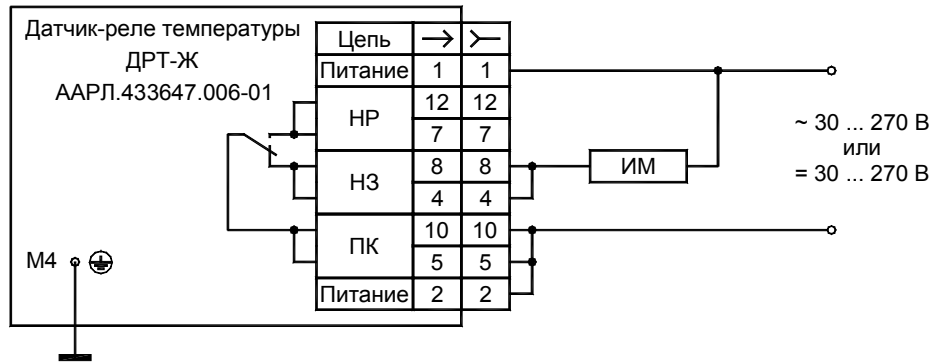 Датчик-реле температуры
ДРТ-Ж
ААРЛ.433647.006-01
Цепь
Питание 1 1
НР 12 12
7 7
НЗ 8 8
4 4
ПК 10 10
5 5
Питание 2 2
ИМ
~ 30 ... 270 В
или
= 30 ... 270 В
М4